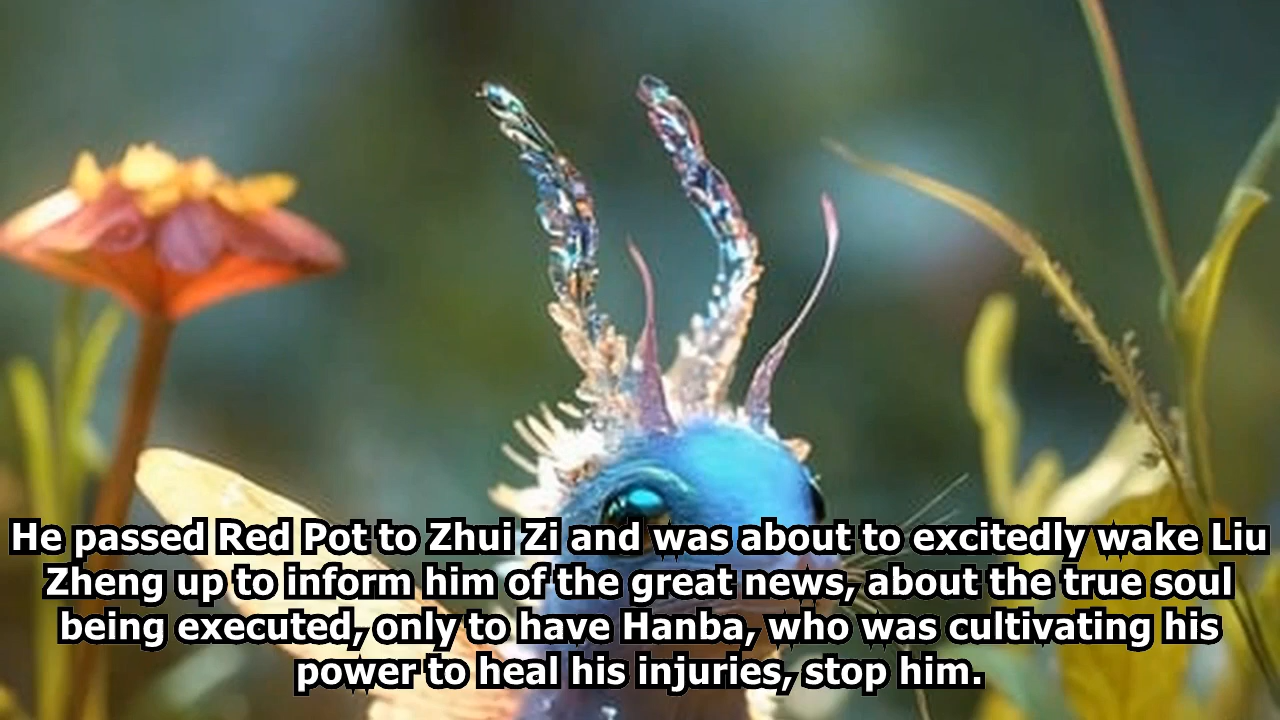 He passed Red Pot to Zhui Zi and was about to excitedly wake Liu
Zheng up to inform him of the great news, about the true soul
being executed, only to have Hanba, who was cultivating his
power to heal his injuries, stop him.